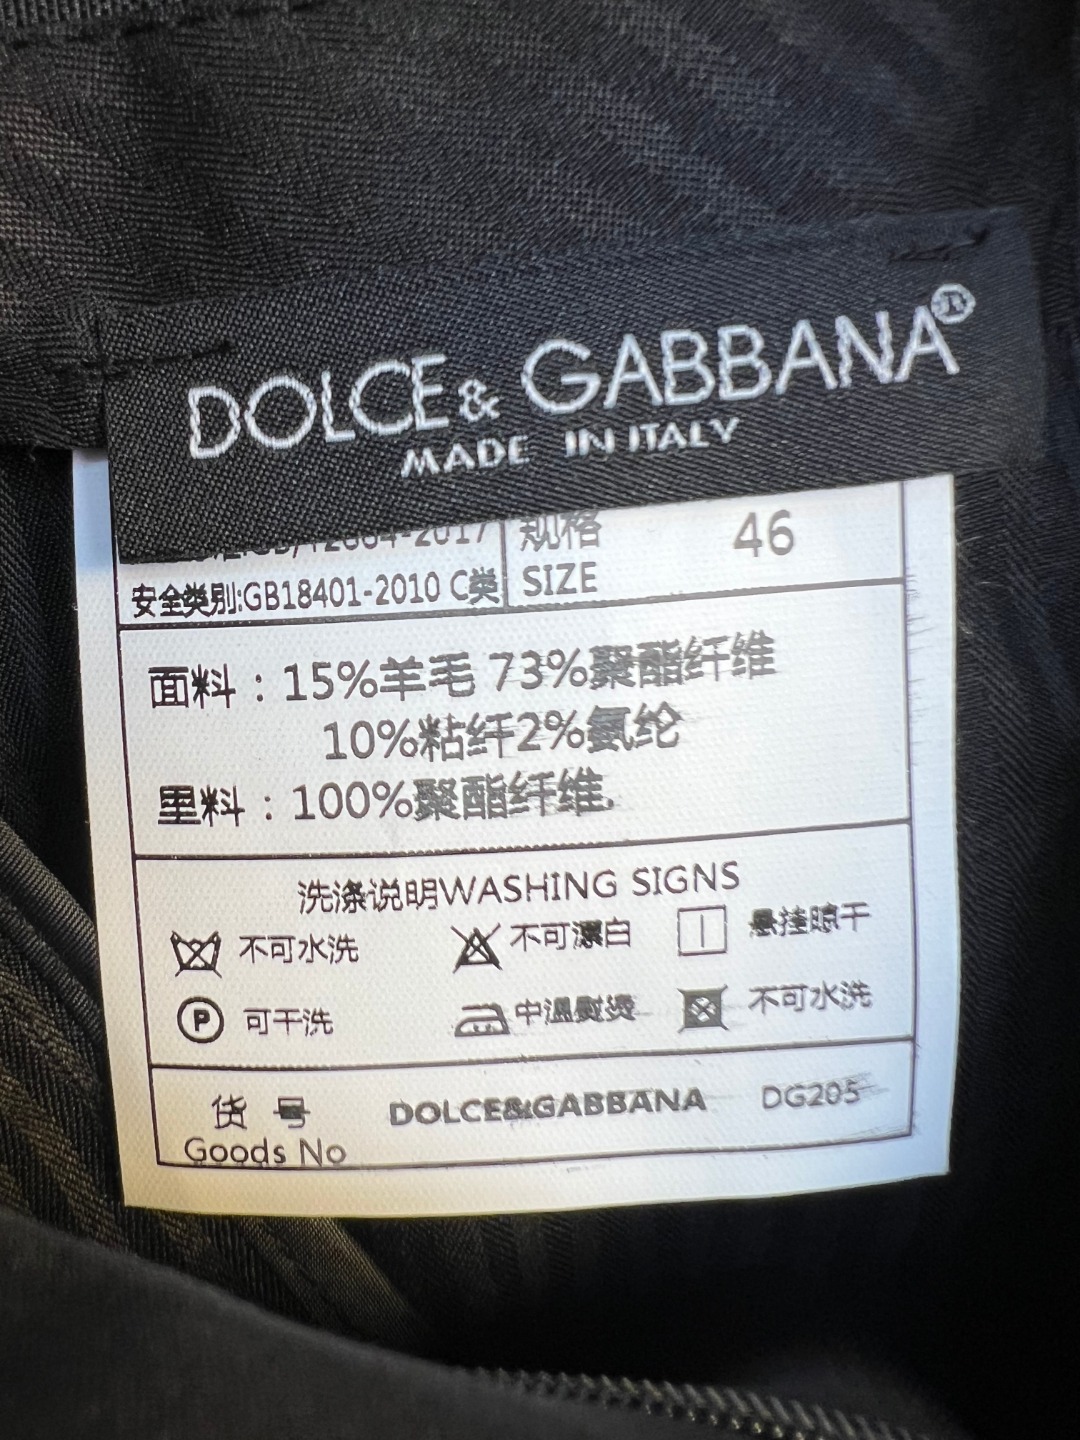 DOLCE & GABBANA®
MADE IN ITALY
2664-2017 规格 46
安全类别:GB18401-2010 C类 SIZE
面料：15%羊毛 73%聚酯纤维
10%粘纤2%氨纶
里料：100%聚酯纤维.
洗涤说明WASHING SIGNS
不可水洗 不可漂白 悬挂晾干
P 可干洗 中温熨烫 不可水洗
货号 DOLCE&GABBANA DG205
Goods No